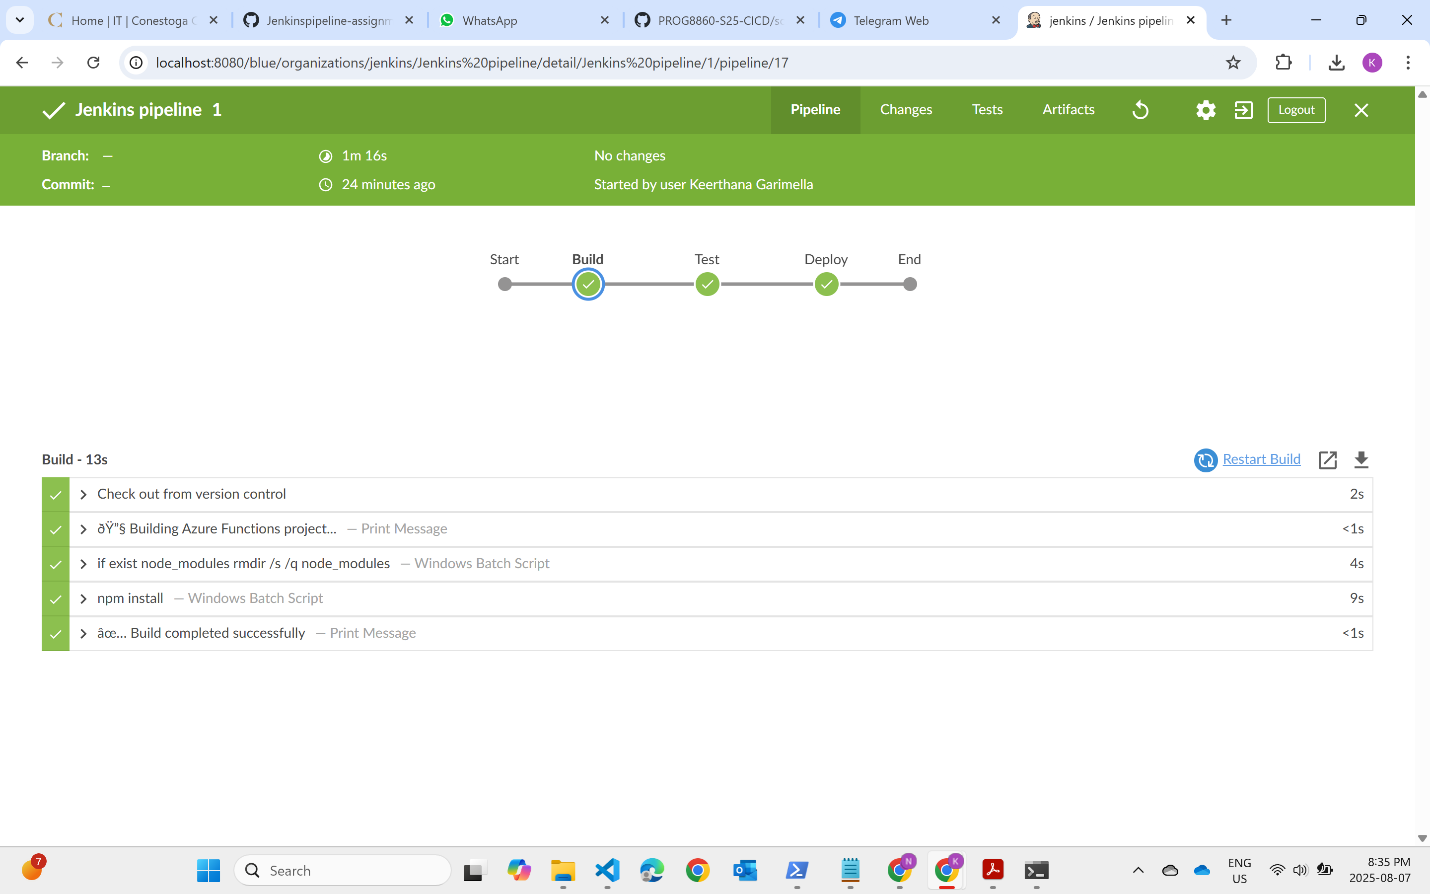 Home | IT | Conestoga C
Jenkinspipeline-assignm
WhatsApp
PROG8860-S25-CICD/so
Telegram Web
jenkins / Jenkins pipelin
localhost:8080/blue/organizations/jenkins/Jenkins%20pipeline/detail/Jenkins%20pipeline/1/pipeline/17
K
Jenkins pipeline 1
Pipeline
Changes
Tests
Artifacts
Logout
Branch: —
1m 16s
No changes
Commit: —
24 minutes ago
Started by user Keerthana Garimella
Start
Build
Test
Deploy
End
Build - 13s
Restart Build
Check out from version control
2s
ðŸ”§ Building Azure Functions project... — Print Message
<1s
if exist node_modules rmdir /s /q node_modules — Windows Batch Script
4s
npm install — Windows Batch Script
9s
âœ… Build completed successfully — Print Message
<1s
7
Search
N
K
ENG
US
8:35 PM
2025-08-07